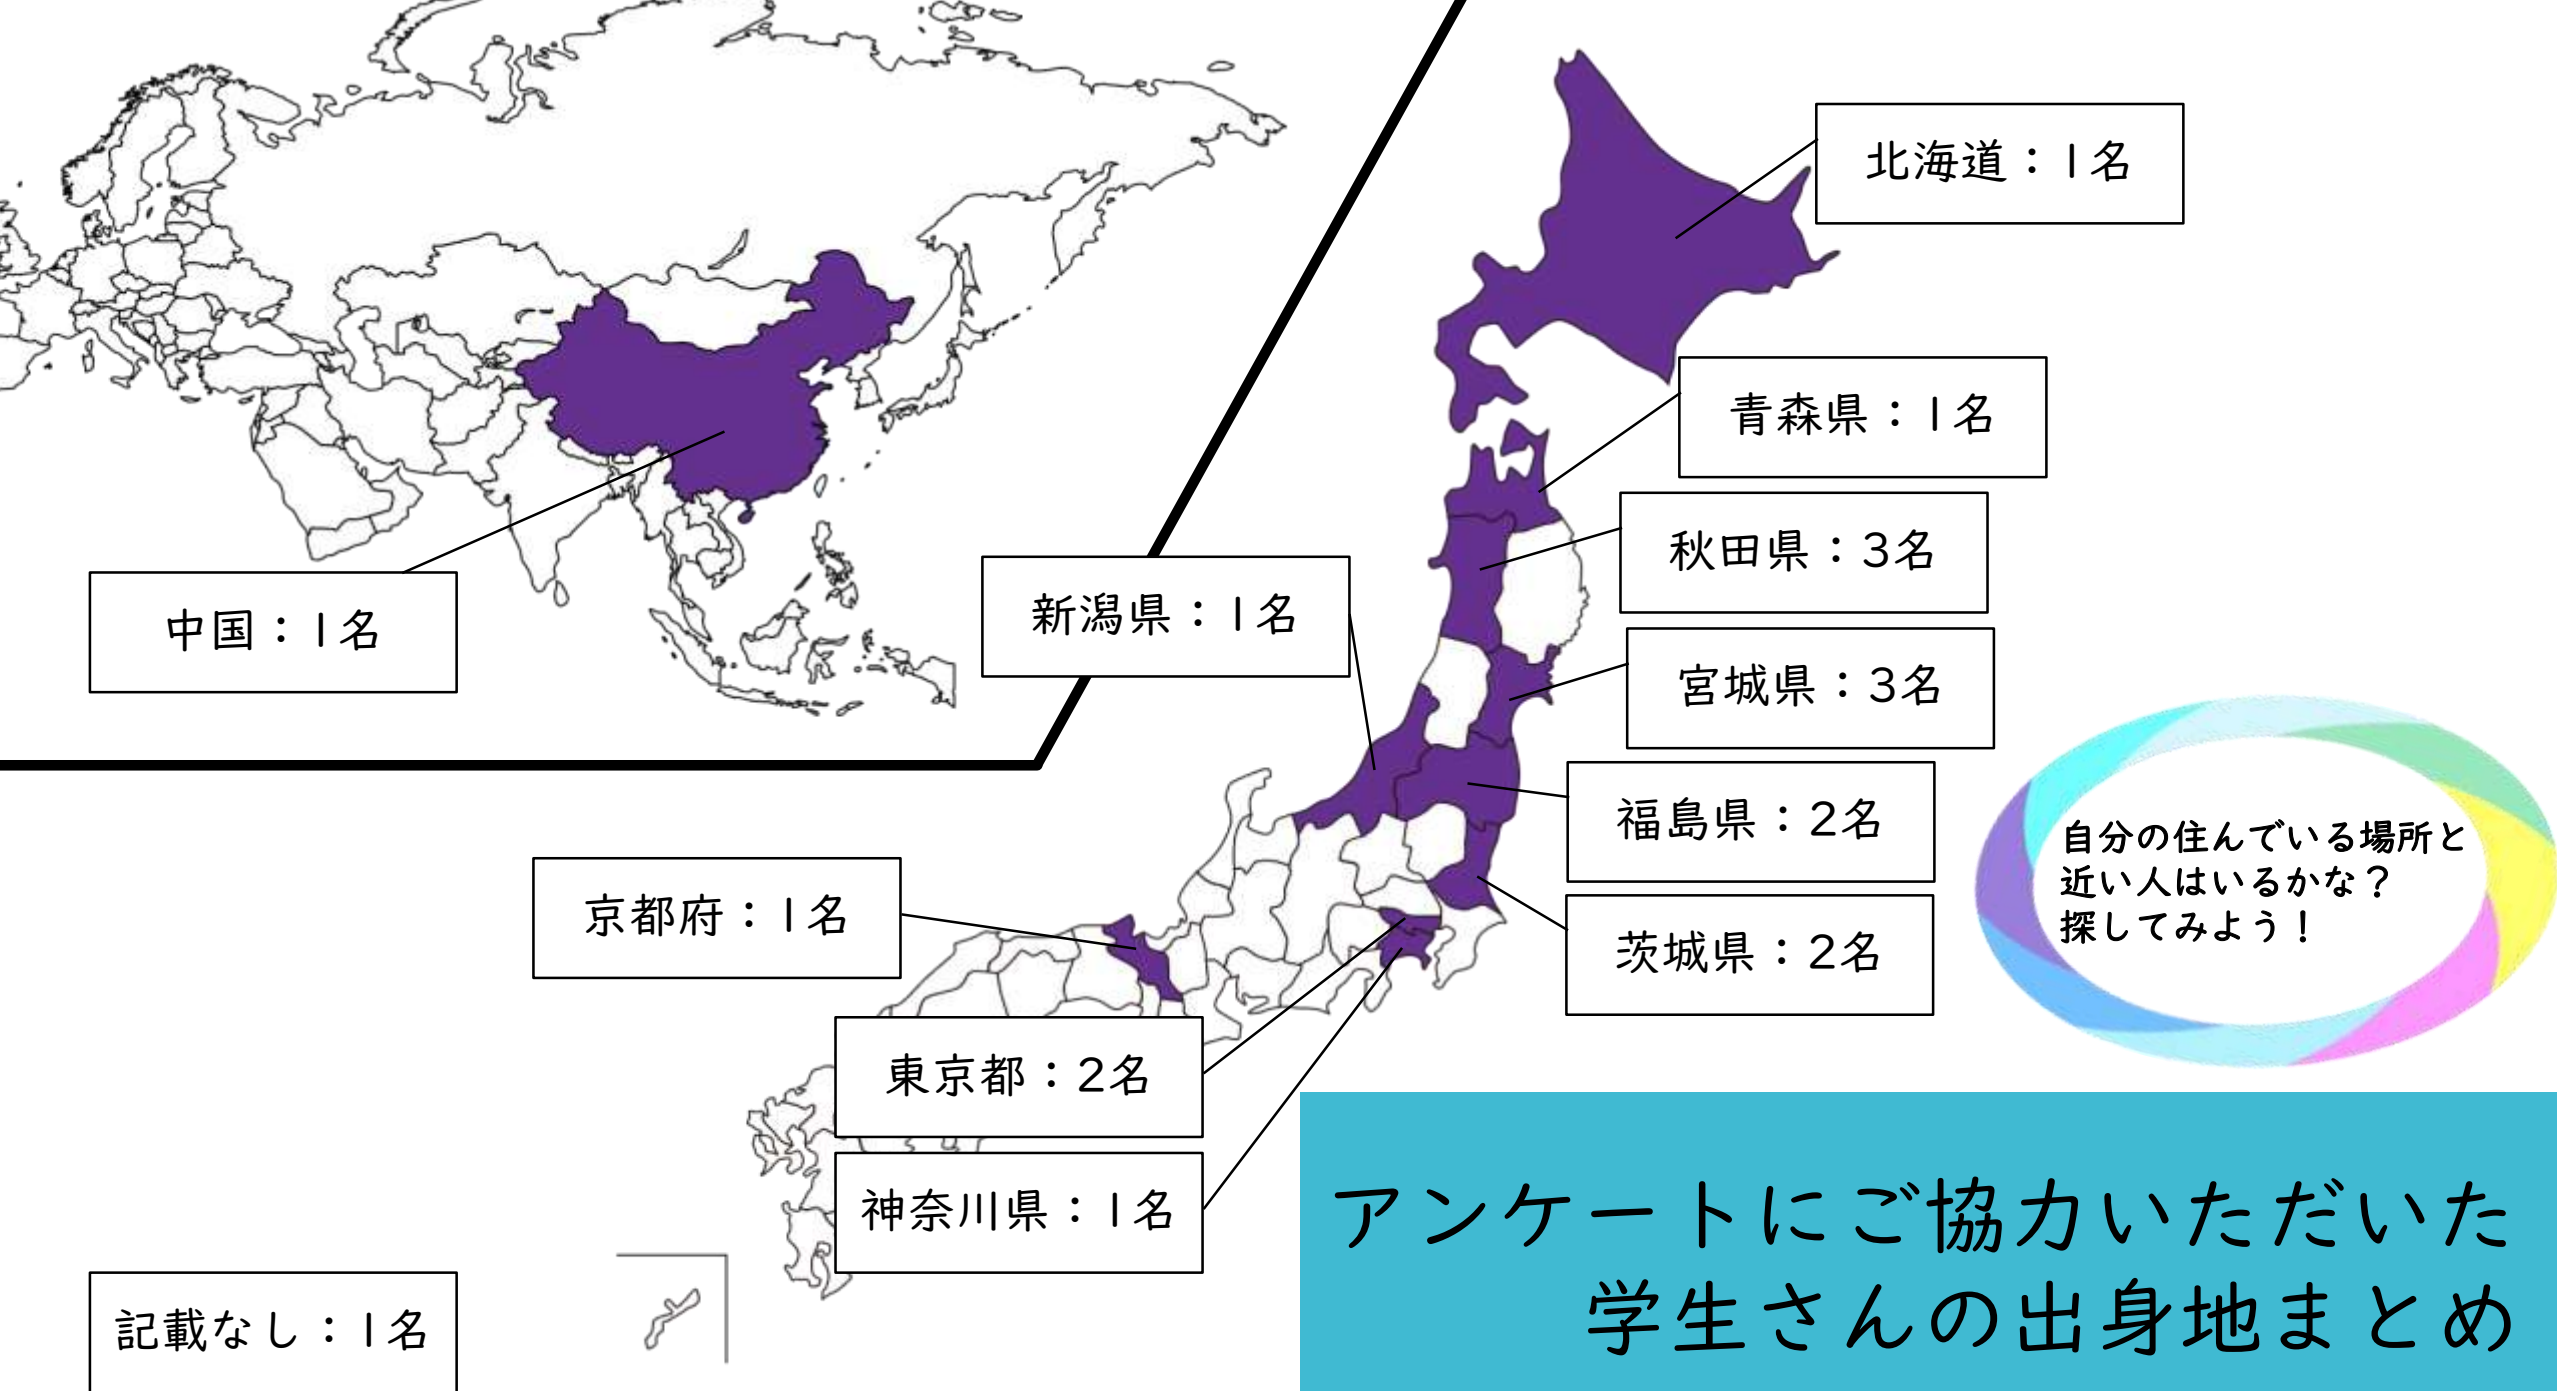 北海道：1名
青森県：1名
秋田県：3名
中国：1名
新潟県：1名
宮城県：3名
福島県：2名
自分の住んでいる場所と
近い人はいるかな？
探してみよう！
京都府：1名
茨城県：2名
東京都：2名
神奈川県：1名
記載なし：1名
アンケートにご協力いただいた
学生さんの出身地まとめ